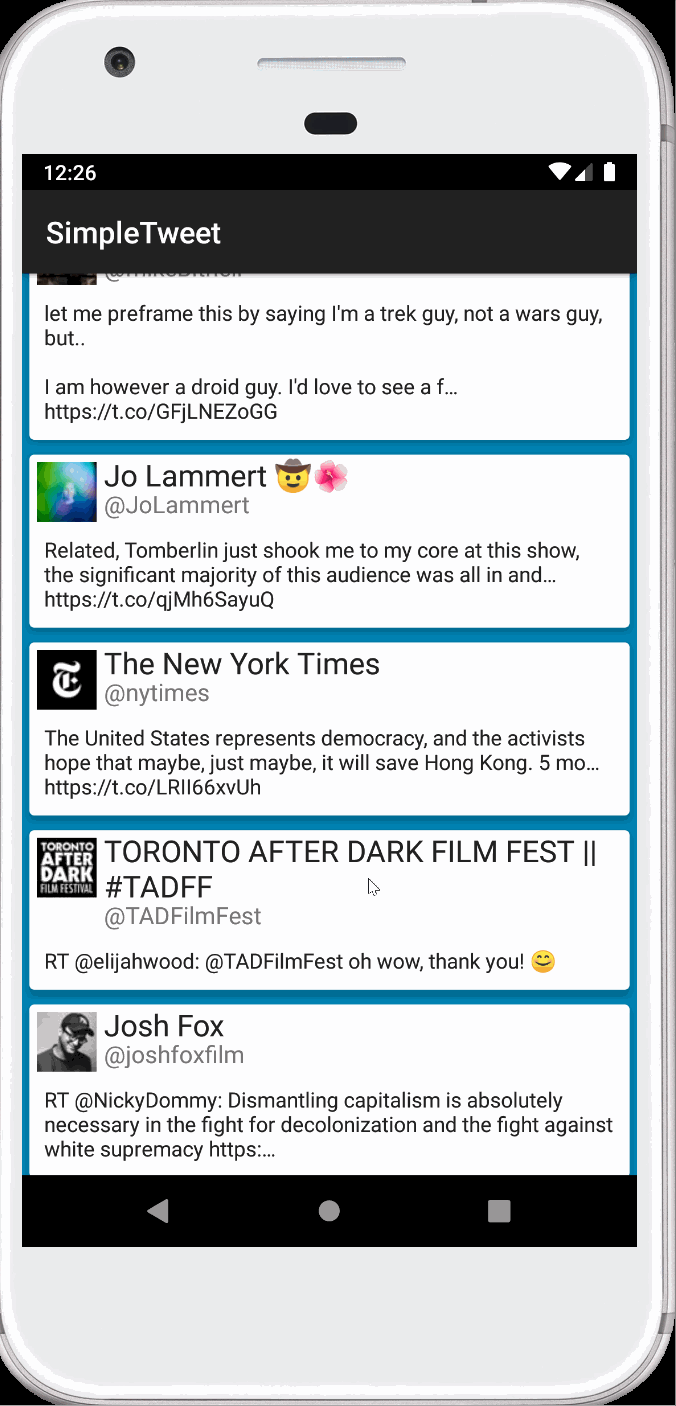 12:26
SimpleTweet
let me preframe this by saying I'm a trek guy, not a wars guy,
but..
I am however a droid guy. I'd love to see a f…
https://t.co/GFjLNEZoGG
Jo Lammert 🤠🌺
@JoLammert
Related, Tomberlin just shook me to my core at this show,
the significant majority of this audience was all in and…
https://t.co/qjMh6SayuQ
The New York Times
@nytimes
The United States represents democracy, and the activists
hope that maybe, just maybe, it will save Hong Kong. 5 mo…
https://t.co/LRII66xvUh
TORONTO
AFTER
DARK
FILM FESTIVAL
TORONTO AFTER DARK FILM FEST ||
#TADFF
@TADFilmFest
RT @elijahwood: @TADFilmFest oh wow, thank you! 😊
Josh Fox
@joshfoxfilm
RT @NickyDommy: Dismantling capitalism is absolutely
necessary in the fight for decolonization and the fight against
white supremacy https:…